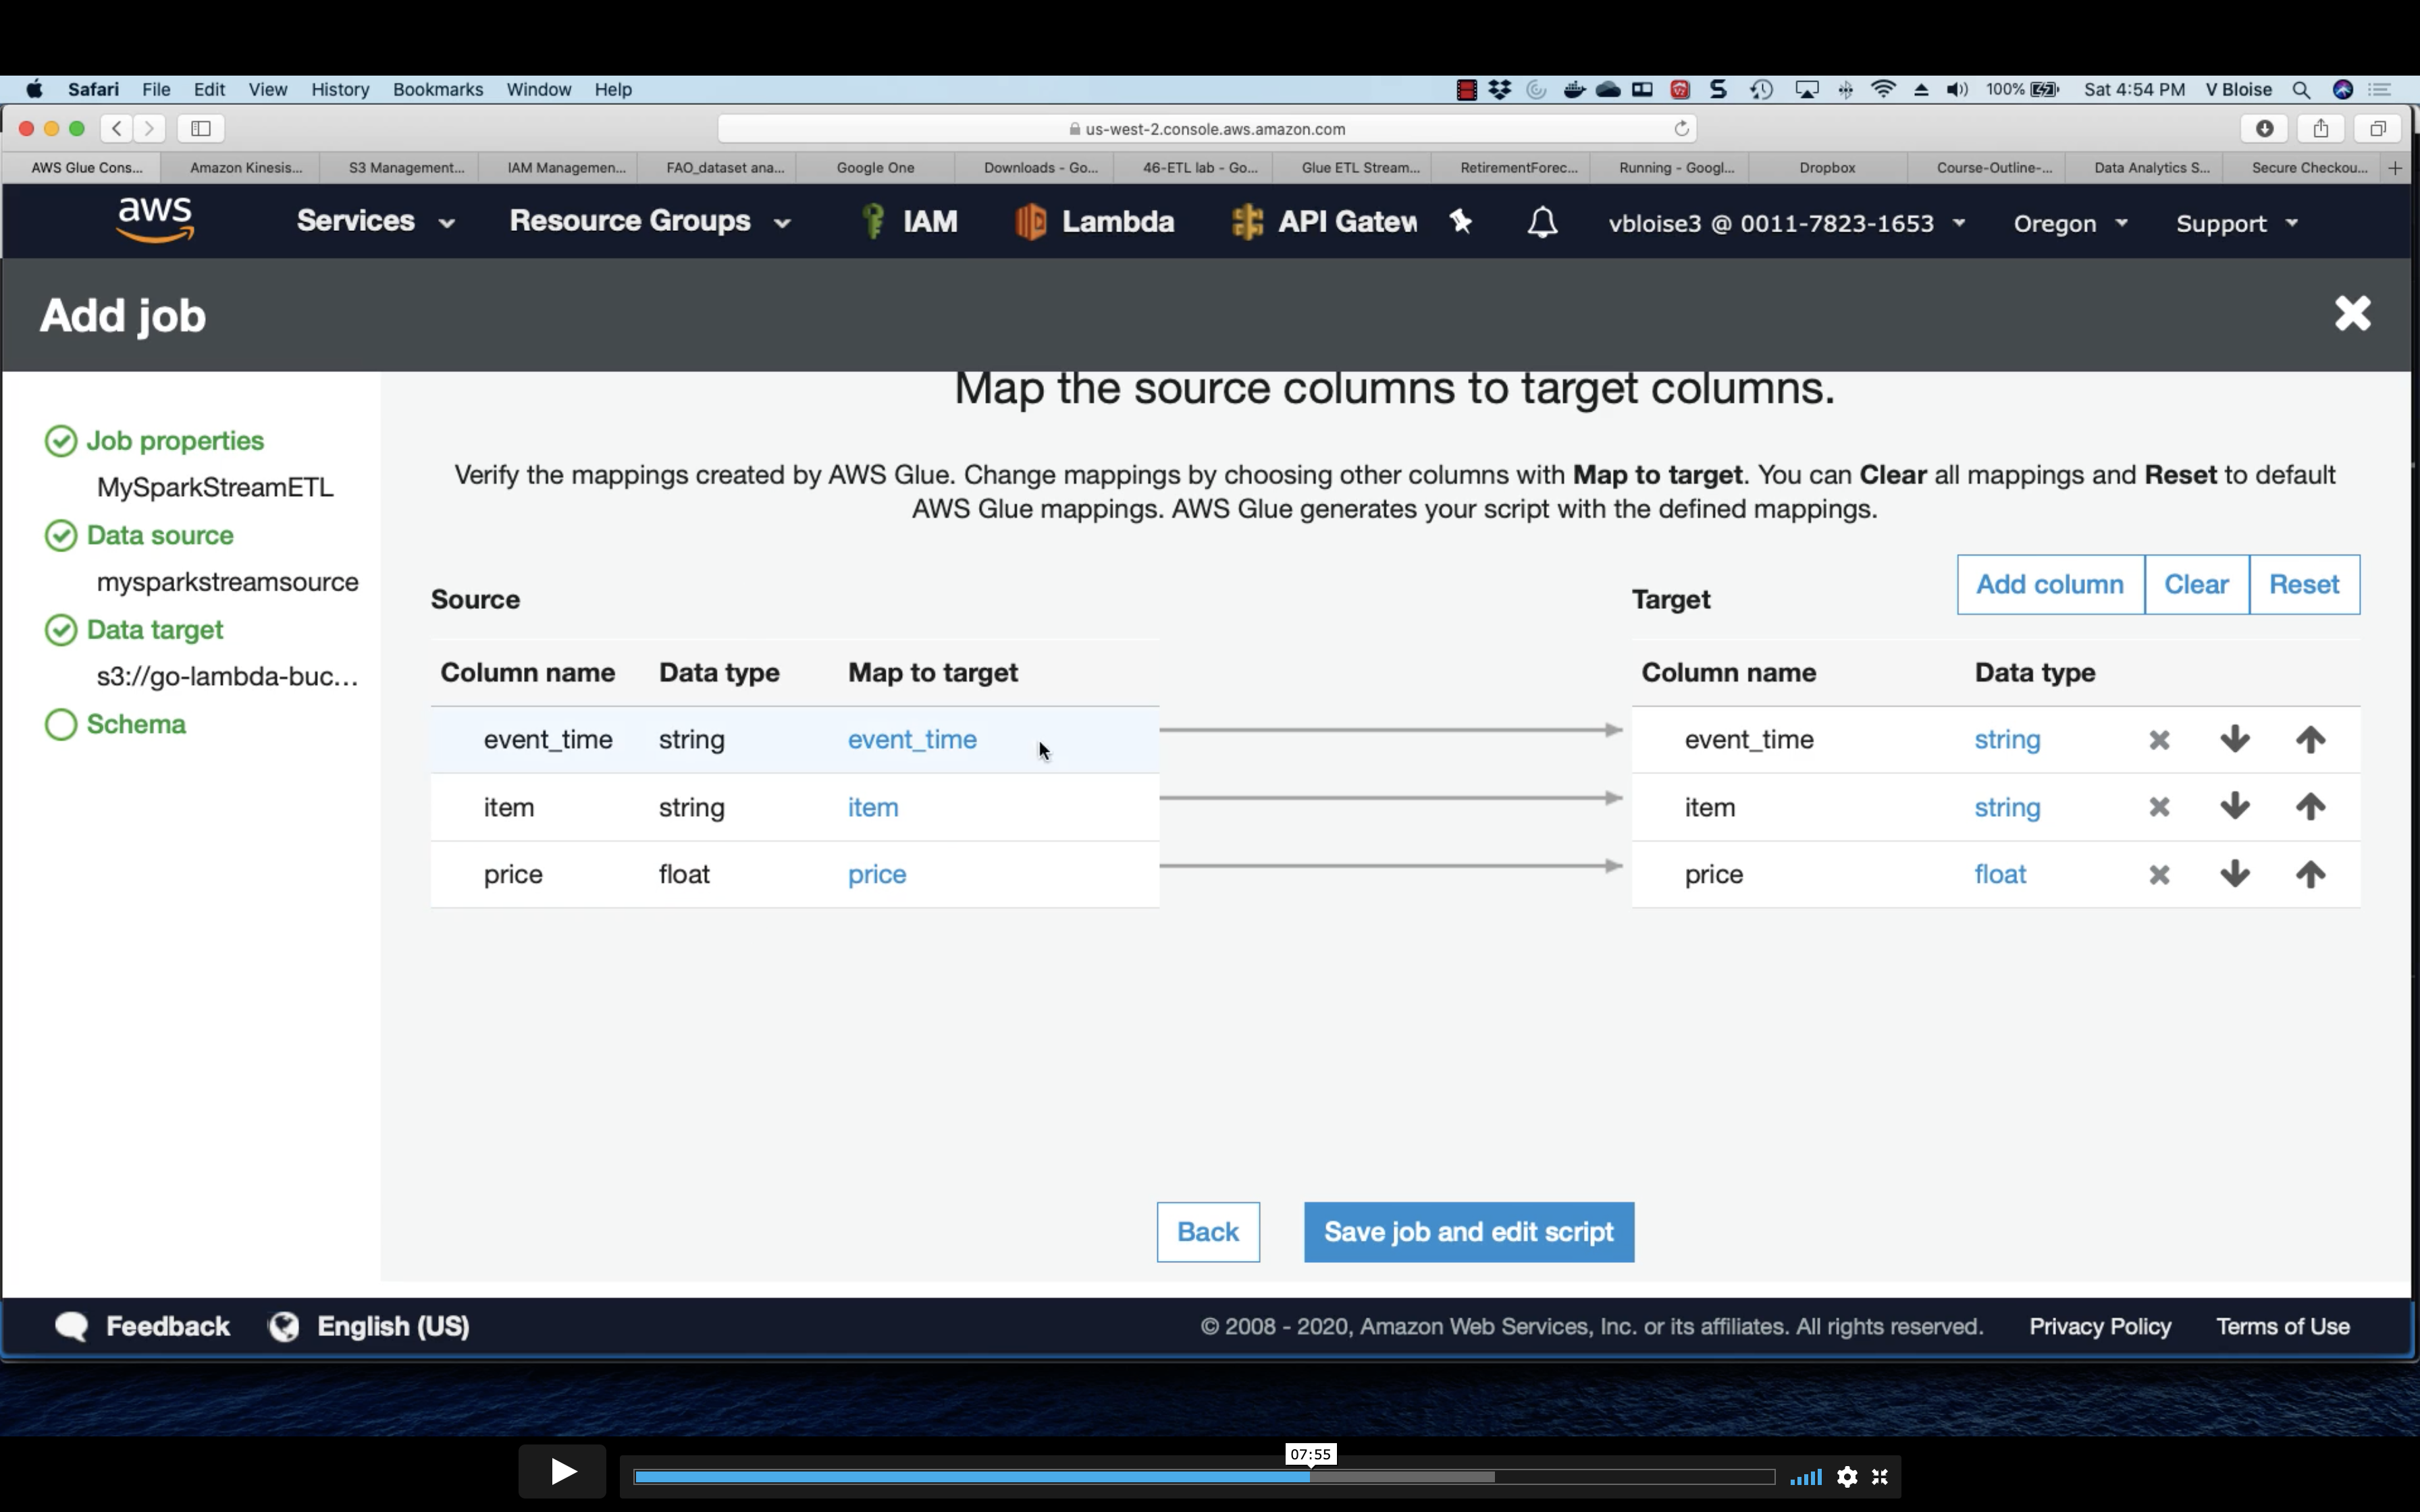 Safari File Edit View History Bookmarks Window Help 100% Sat 4:54 PM V Bloise
us-west-2.console.aws.amazon.com
AWS Glue Cons... Amazon Kinesis... S3 Management... IAM Managemen... FAO_dataset ana... Google One Downloads - Go... 46-ETL lab - Go... Glue ETL Stream... RetirementForec... Running - Googl... Dropbox Course-Outline-... Data Analytics S... Secure Checkou...
aws Services Resource Groups IAM Lambda API Gatew vbloise3 @ 0011-7823-1653 Oregon Support
Add job
Job properties
MySparkStreamETL
Data source
mysparkstreamsource
Data target
s3://go-lambda-buc...
Schema
Map the source columns to target columns.
Verify the mappings created by AWS Glue. Change mappings by choosing other columns with Map to target. You can Clear all mappings and Reset to default
AWS Glue mappings. AWS Glue generates your script with the defined mappings.
Source
Target
Add column Clear Reset
Column name Data type Map to target Column name Data type
event_time string event_time event_time string
item string item item string
price float price price float
Back Save job and edit script
Feedback English (US) © 2008 - 2020, Amazon Web Services, Inc. or its affiliates. All rights reserved. Privacy Policy Terms of Use
07:55